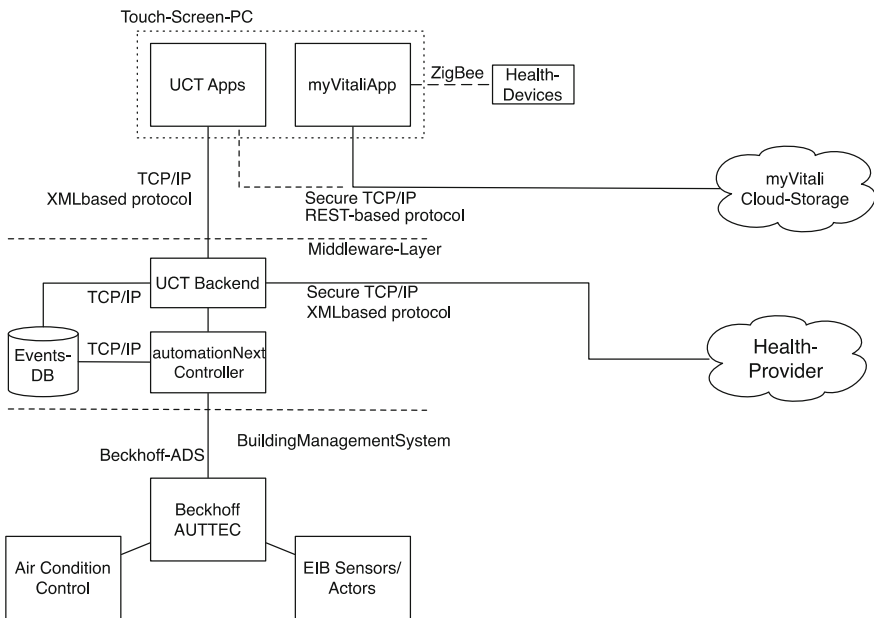 Touch-Screen-PC
UCT Apps
myVitaliApp
ZigBee
Health-
Devices
TCP/IP
XMLbased protocol
Secure TCP/IP
REST-based protocol
myVitali
Cloud-Storage
Middleware-Layer
UCT Backend
TCP/IP
Secure TCP/IP
XMLbased protocol
Events-
DB
TCP/IP
automationNext
Controller
Health-
Provider
BuildingManagementSystem
Beckhoff-ADS
Beckhoff
AUTTEC
Air Condition
Control
EIB Sensors/
Actors